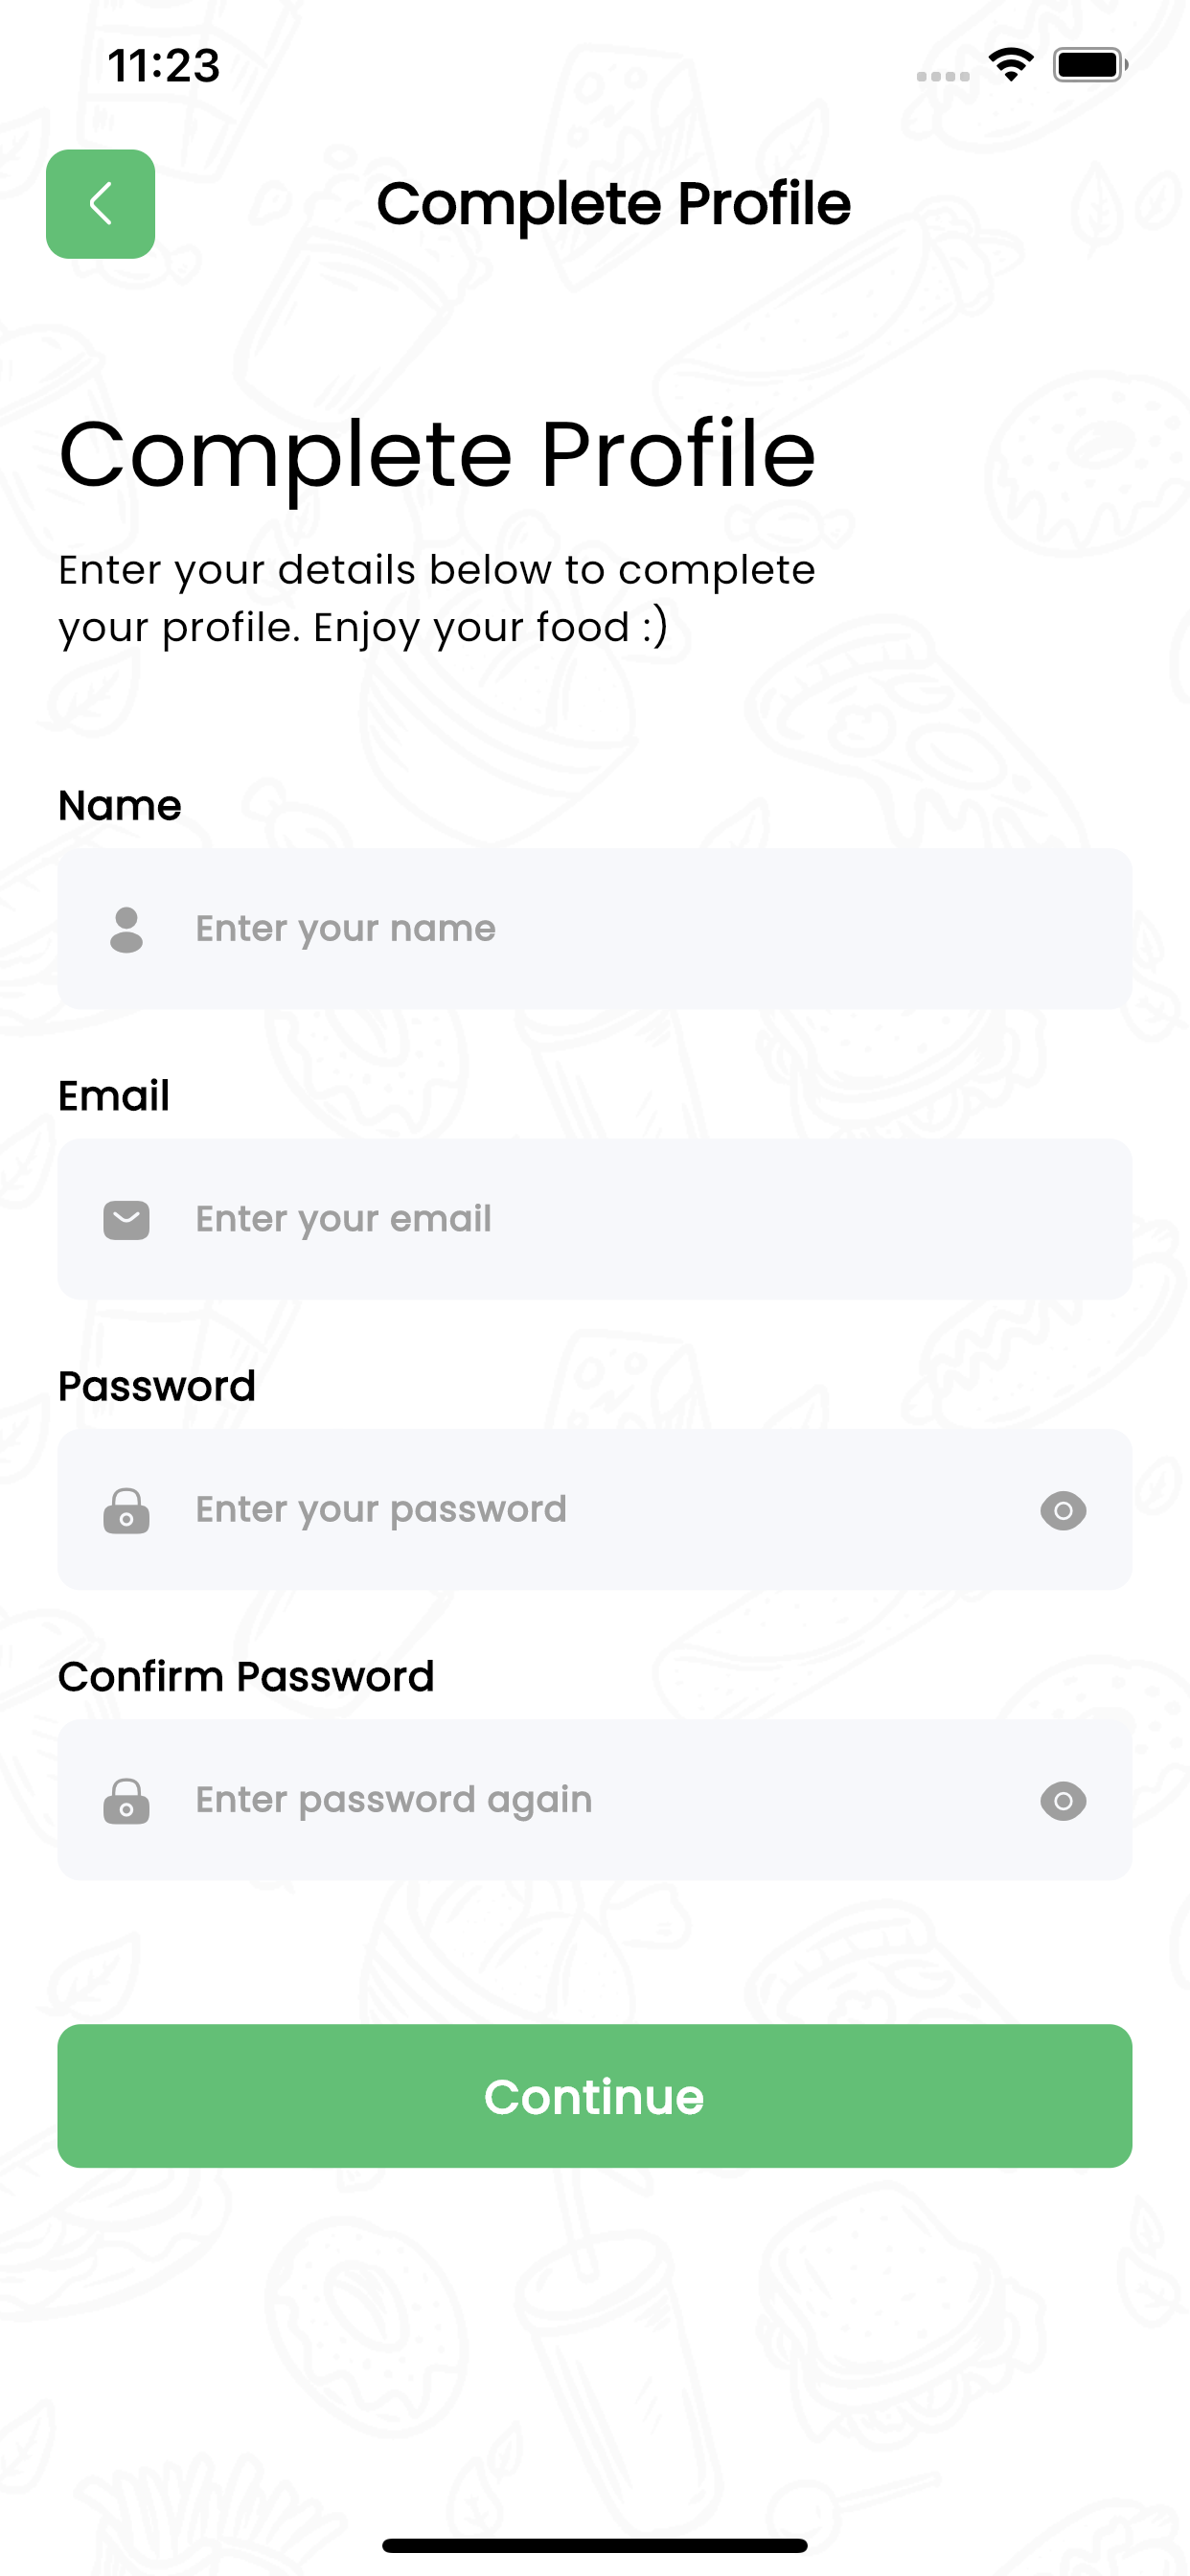 11:23
Complete Profile
Complete Profile
Enter your details below to complete
your profile. Enjoy your food :)
Name
Enter your name
Email
Enter your email
Password
Enter your password
Confirm Password
Enter password again
Continue